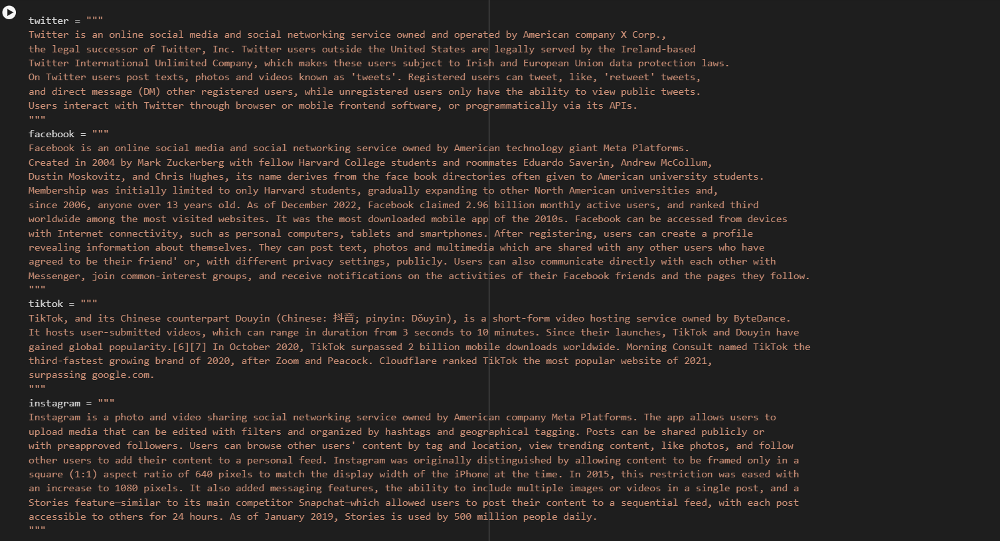 twitter = """
Twitter is an online social media and social networking service owned and operated by American company X Corp.,
the legal successor of Twitter, Inc. Twitter users outside the United States are legally served by the Ireland-based
Twitter International Unlimited Company, which makes these users subject to Irish and European Union data protection laws.
On Twitter users post texts, photos and videos known as 'tweets'. Registered users can tweet, like, 'retweet' tweets,
and direct message (DM) other registered users, while unregistered users only have the ability to view public tweets.
Users interact with Twitter through browser or mobile frontend software, or programmatically via its APIs.
"""
facebook = """
Facebook is an online social media and social networking service owned by American technology giant Meta Platforms.
Created in 2004 by Mark Zuckerberg with fellow Harvard College students and roommates Eduardo Saverin, Andrew McCollum,
Dustin Moskovitz, and Chris Hughes, its name derives from the face book directories often given to American university students.
Membership was initially limited to only Harvard students, gradually expanding to other North American universities and,
since 2006, anyone over 13 years old. As of December 2022, Facebook claimed 2.96 billion monthly active users, and ranked third
worldwide among the most visited websites. It was the most downloaded mobile app of the 2010s. Facebook can be accessed from devices
with Internet connectivity, such as personal computers, tablets and smartphones. After registering, users can create a profile
revealing information about themselves. They can post text, photos and multimedia which are shared with any other users who have
agreed to be their friend' or, with different privacy settings, publicly. Users can also communicate directly with each other with
Messenger, join common-interest groups, and receive notifications on the activities of their Facebook friends and the pages they follow.
"""
tiktok = """
TikTok, and its Chinese counterpart Douyin (Chinese: 抖音; pinyin: Dǒuyīn), is a short-form video hosting service owned by ByteDance.
It hosts user-submitted videos, which can range in duration from 3 seconds to 10 minutes. Since their launches, TikTok and Douyin have
gained global popularity.[6][7] In October 2020, TikTok surpassed 2 billion mobile downloads worldwide. Morning Consult named TikTok the
third-fastest growing brand of 2020, after Zoom and Peacock. Cloudflare ranked TikTok the most popular website of 2021,
surpassing google.com.
"""
instagram = """
Instagram is a photo and video sharing social networking service owned by American company Meta Platforms. The app allows users to
upload media that can be edited with filters and organized by hashtags and geographical tagging. Posts can be shared publicly or
with preapproved followers. Users can browse other users' content by tag and location, view trending content, like photos, and follow
other users to add their content to a personal feed. Instagram was originally distinguished by allowing content to be framed only in a
square (1:1) aspect ratio of 640 pixels to match the display width of the iPhone at the time. In 2015, this restriction was eased with
an increase to 1080 pixels. It also added messaging features, the ability to include multiple images or videos in a single post, and a
Stories feature—similar to its main competitor Snapchat—which allowed users to post their content to a sequential feed, with each post
accessible to others for 24 hours. As of January 2019, Stories is used by 500 million people daily.
"""